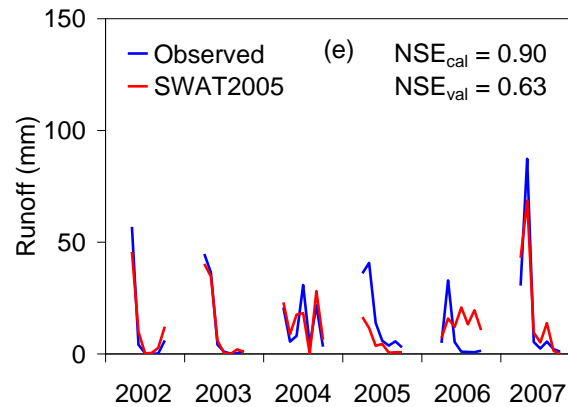 150
Observed (e) NSEcal = 0.90
SWAT2005 NSEval = 0.63
100
Runoff (mm)
50
0
2002 2003 2004 2005 2006 2007